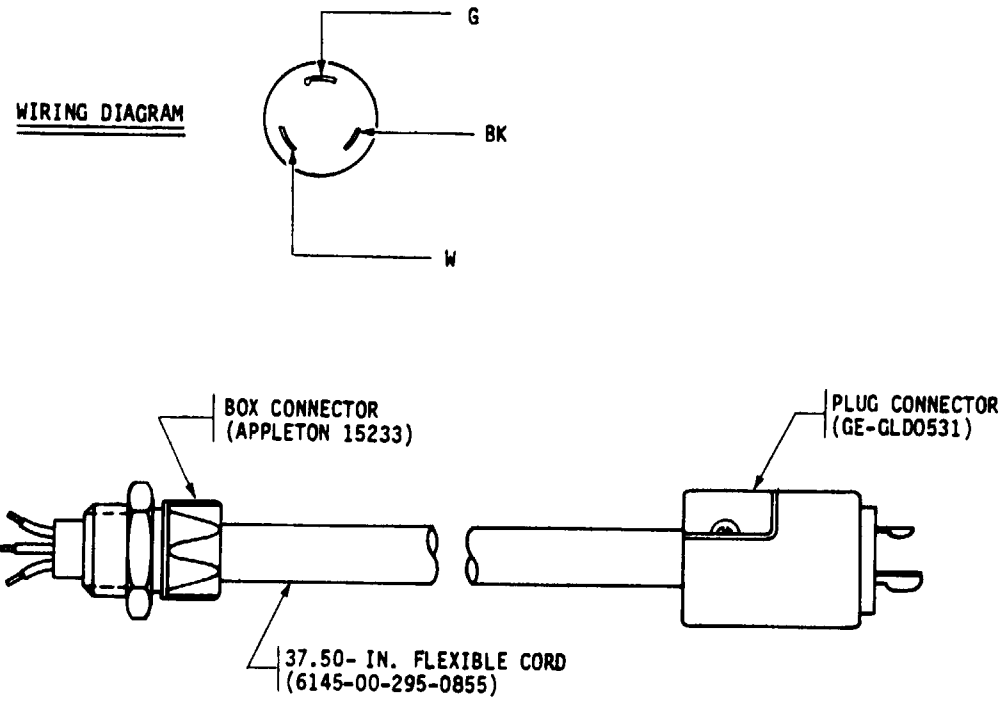 G
WIRING DIAGRAM
BK
W
BOX CONNECTOR
(APPLETON 15233)
PLUG CONNECTOR
(GE-GLD0531)
37.50- IN. FLEXIBLE CORD
(6145-00-295-0855)